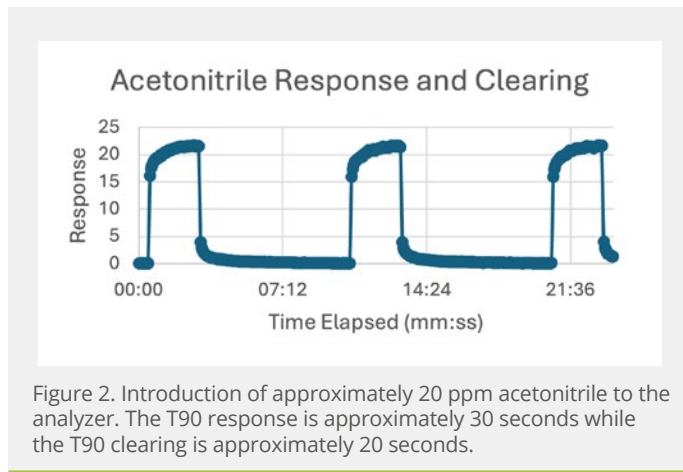 Acetonitrile Response and Clearing
25
20
15
10
5
0
Response
00:00 07:12 14:24 21:36
Time Elapsed (mm:ss)
Figure 2. Introduction of approximately 20 ppm acetonitrile to the
analyzer. The T90 response is approximately 30 seconds while
the T90 clearing is approximately 20 seconds.